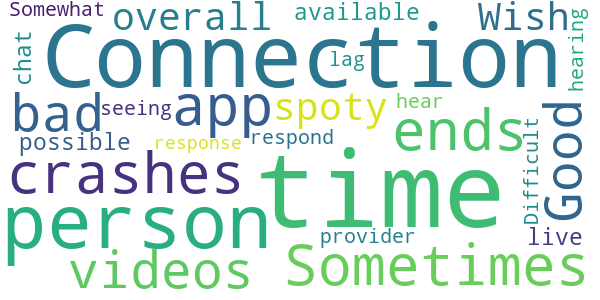 Somewhat
overall
available
Wish
chat
Connection
lag
hearing
bad
seeing
app
spoty
hear
ends
Good
possible
response
respond
Difficult
crashes
time
person
provider
live
videos
Sometimes